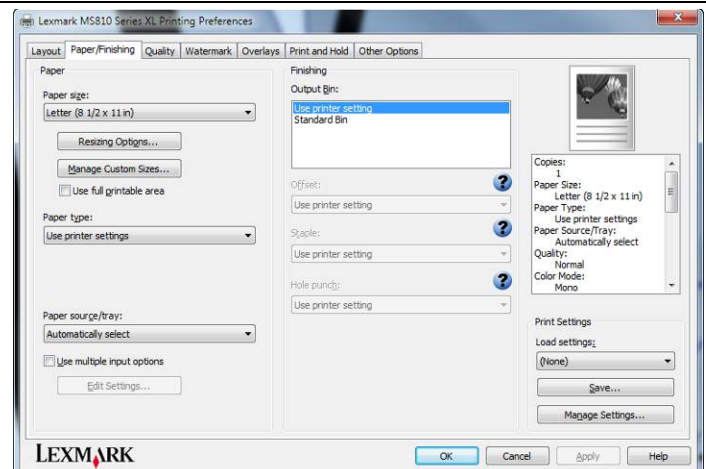 Lexmark MS810 Series XL Printing Preferences
Layout Paper/Finishing Quality Watermark Overlays Print and Hold Other Options
Paper
Paper size:
Letter (8 1/2 x 11 in)
Resizing Options...
Manage Custom Sizes...
Use full printable area
Paper type:
Use printer settings
Paper source/tray:
Automatically select
Use multiple input options
Edit Settings...
Finishing
Output Bin:
Use printer setting
Standard Bin
Offset:
Use printer setting
Staple:
Use printer setting
Hole punch:
Use printer setting
Copies:
1
Paper Size:
Letter (8 1/2 x 11 in)
Paper Type:
Use printer settings
Paper Source/Tray:
Automatically select
Quality:
Normal
Color Mode:
Mono
Print Settings
Load settings:
(None)
Save...
Manage Settings...
LEXMARK
OK Cancel Apply Help